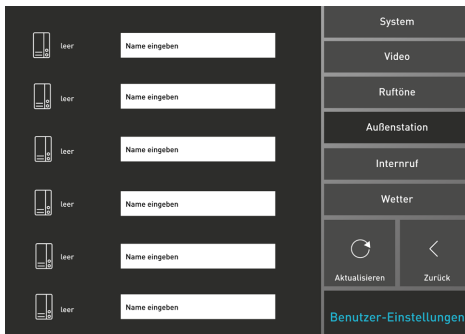 leer Name eingeben
leer Name eingeben
leer Name eingeben
leer Name eingeben
leer Name eingeben
leer Name eingeben
System
Video
Ruftöne
Außenstation
Internruf
Wetter
Aktualisieren Zurück
Benutzer-Einstellungen